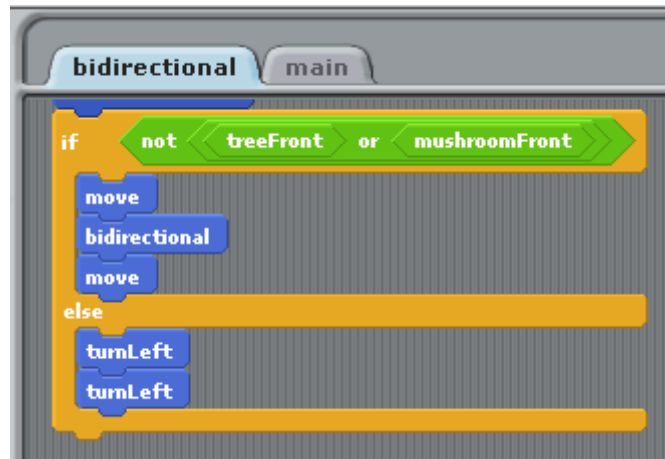 bidirectional main
if not treeFront or mushroomFront
move
bidirectional
move
else
turnLeft
turnLeft